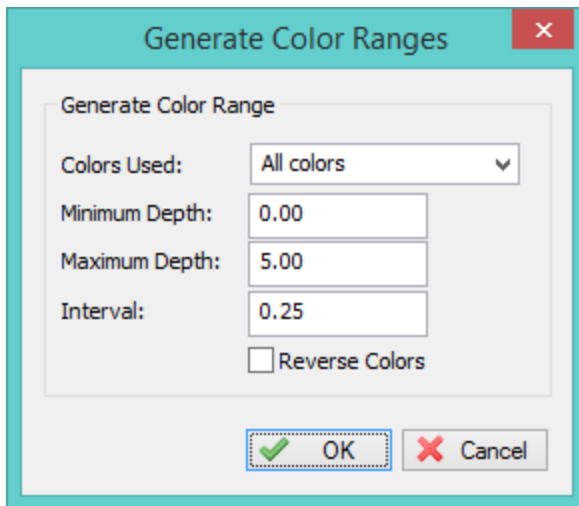 Generate Color Ranges
Generate Color Range
Colors Used: All colors
Minimum Depth: 0.00
Maximum Depth: 5.00
Interval: 0.25
Reverse Colors
OK Cancel